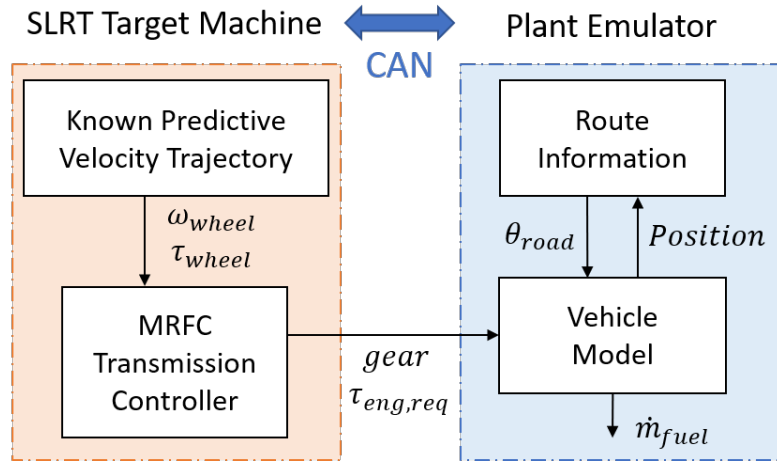 SLRT Target Machine
CAN
Plant Emulator
Known Predictive
Velocity Trajectory
ω_wheel
τ_wheel
MRFC
Transmission
Controller
gear
τ_eng,req
Route
Information
θ_road
Position
Vehicle
Model
ṁ_fuel